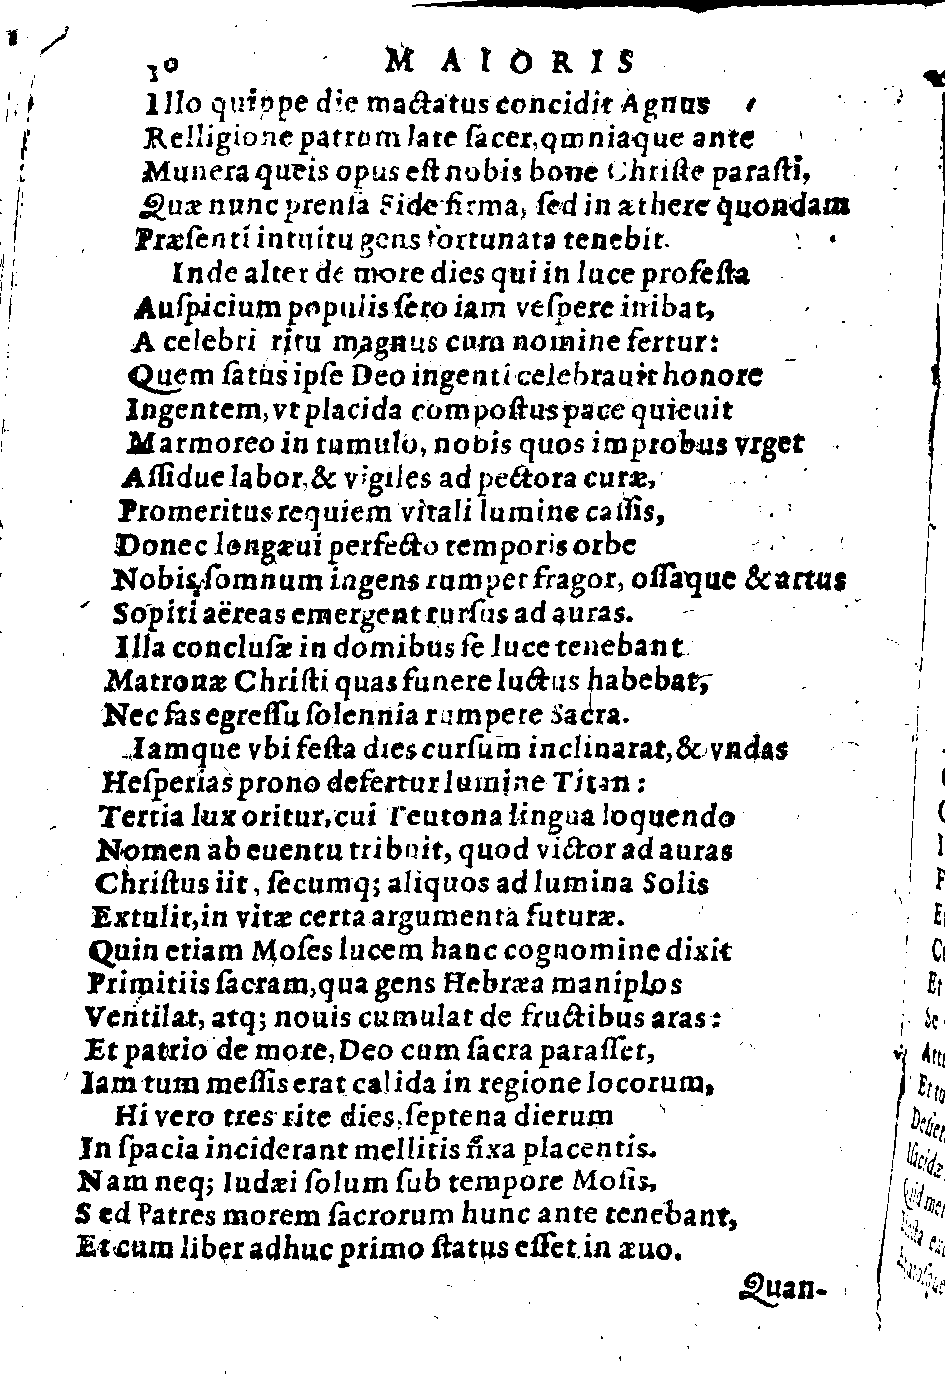 10 MAIORIS
Illo quippe die mactatus concidit Agnus
Relligione patrum late ſacer, omniaque ante
Munera queis opus eſt nobis bone Chriſte paraſti,
Quæ nunc prenſa Fide firma, ſed in æthere quondam
Præſenti intuitu gens fortunata tenebit.
Inde alter de more dies qui in luce profeſta
Auſpicium populis ſero iam veſpere inibat,
A celebri ritu magnus cum nomine fertur:
Quem ſatus ipſe Deo ingenti celebrauit honore
Ingentem, vt placida compoſtus pace quieuit
Marmoreo in tumulo, nobis quos improbus vrget
Aſſidue labor, & vigiles ad pectora curæ,
Promeritus requiem vitali lumine caſſis,
Donec longæui perfecto temporis orbe
Nobis, ſomnum ingens rumpet fragor, oſſaque & artus
Sopiti aëreas emergent rurſus ad auras.
Illa concluſæ in domibus ſe luce tenebant
Matronæ Chriſti quas funere luctus habebat,
Nec fas egreſſu ſolennia rumpere Sacra.
Iamque vbi feſta dies curſum inclinarat, & vndas
Heſperias prono defertur lumine Titan:
Tertia lux oritur, cui Teutona lingua loquendo
Nomen ab euentu tribuit, quod victor ad auras
Chriſtus iit, ſecumq; aliquos ad lumina Solis
Extulit, in vitæ certa argumenta futuræ.
Quin etiam Moſes lucem hanc cognomine dixit
Primitiis ſacram, qua gens Hebræa maniplos
Ventilat, atq; nouis cumulat de fructibus aras:
Et patrio de more, Deo cum ſacra paraſſet,
Iam tum meſſis erat calida in regione locorum,
Hi vero tres rite dies, ſeptena dierum
In ſpacia inciderant mellitis fixa placentis.
Nam neq; Iudæi ſolum ſub tempore Moſis,
Sed Patres morem ſacrorum hunc ante tenebant,
Et cum liber adhuc primo ſtatus eſſet in æuo.
Quan-